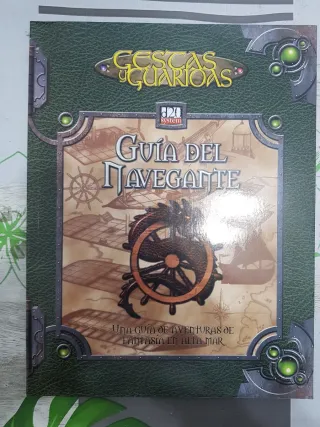 GESTAS
Y GUARIDAS
d20
system
GUÍA DEL
NAVEGANTE
UNA GUÍA DE AVENTURAS DE
FANTASÍA EN ALTA MAR